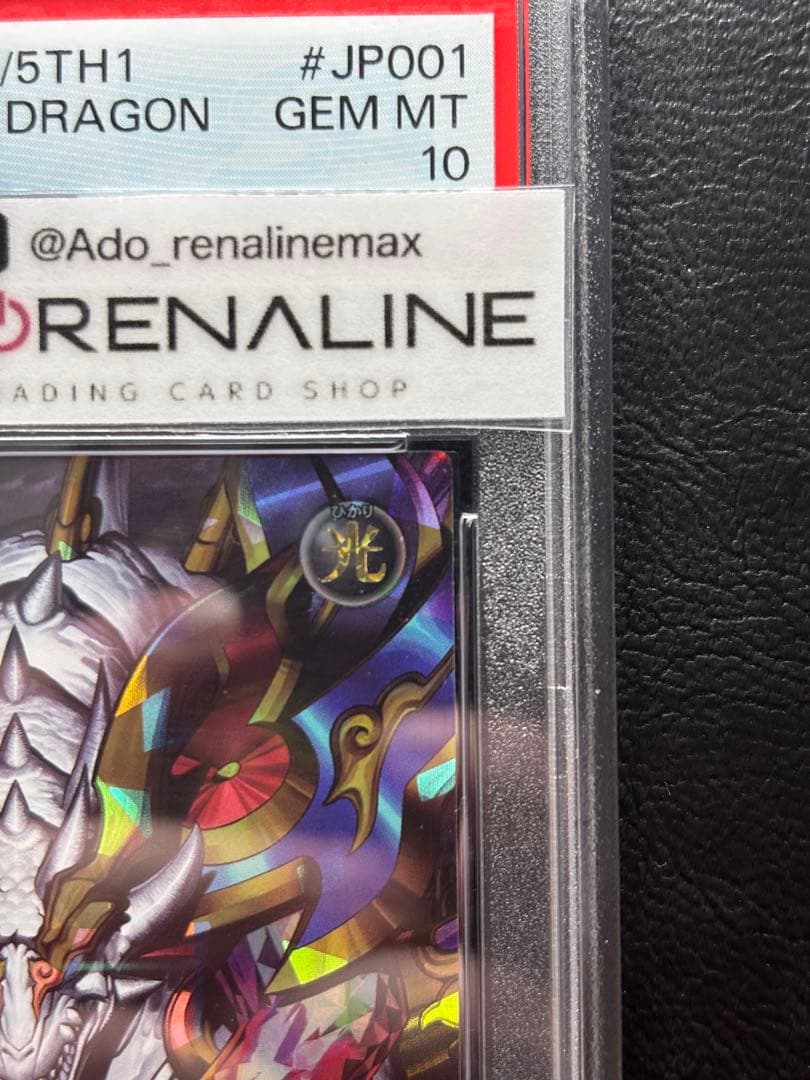 /5TH1 #JP001
DRAGON GEM MT
10
@Ado_renalinemax
RENALINE
ADING CARD SHOP
ひかり
光